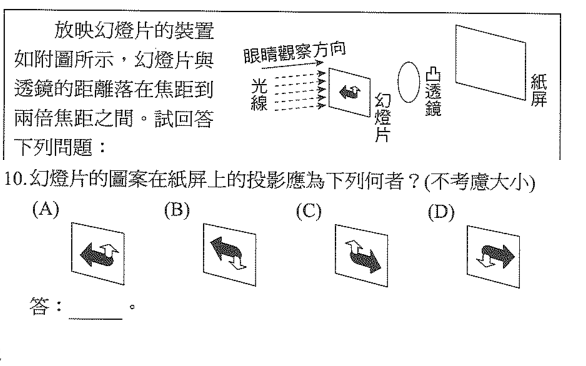 放映幻燈片的裝置
如附圖所示，幻燈片與
透鏡的距離落在焦距到
兩倍焦距之間。試回答
下列問題：
眼睛觀察方向
光線
幻燈片
凸透鏡
紙屏
10.幻燈片的圖案在紙屏上的投影應為下列何者？(不考慮大小)
(A) (B) (C) (D)
答：______。